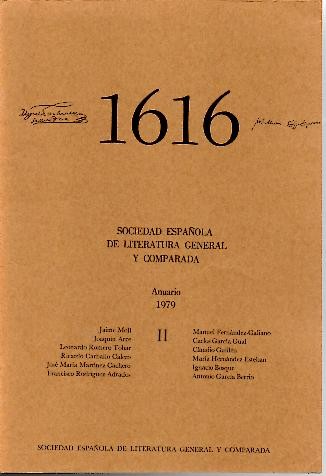 1616
SOCIEDAD ESPAÑOLA
DE LITERATURA GENERAL
Y COMPARADA
Anuario
1979
II
Jaime Moll
Joaquín Arce
Leonardo Romero Tobar
Ricardo Carballo Calero
José María Martínez Cachero
Francisco Rodríguez Adrados
Manuel Fernández-Galiano
Carlos García Gual
Claudio Guillén
María Hernández Esteban
Ignacio Bosque
Antonio García Berrio
SOCIEDAD ESPAÑOLA DE LITERATURA GENERAL Y COMPARADA